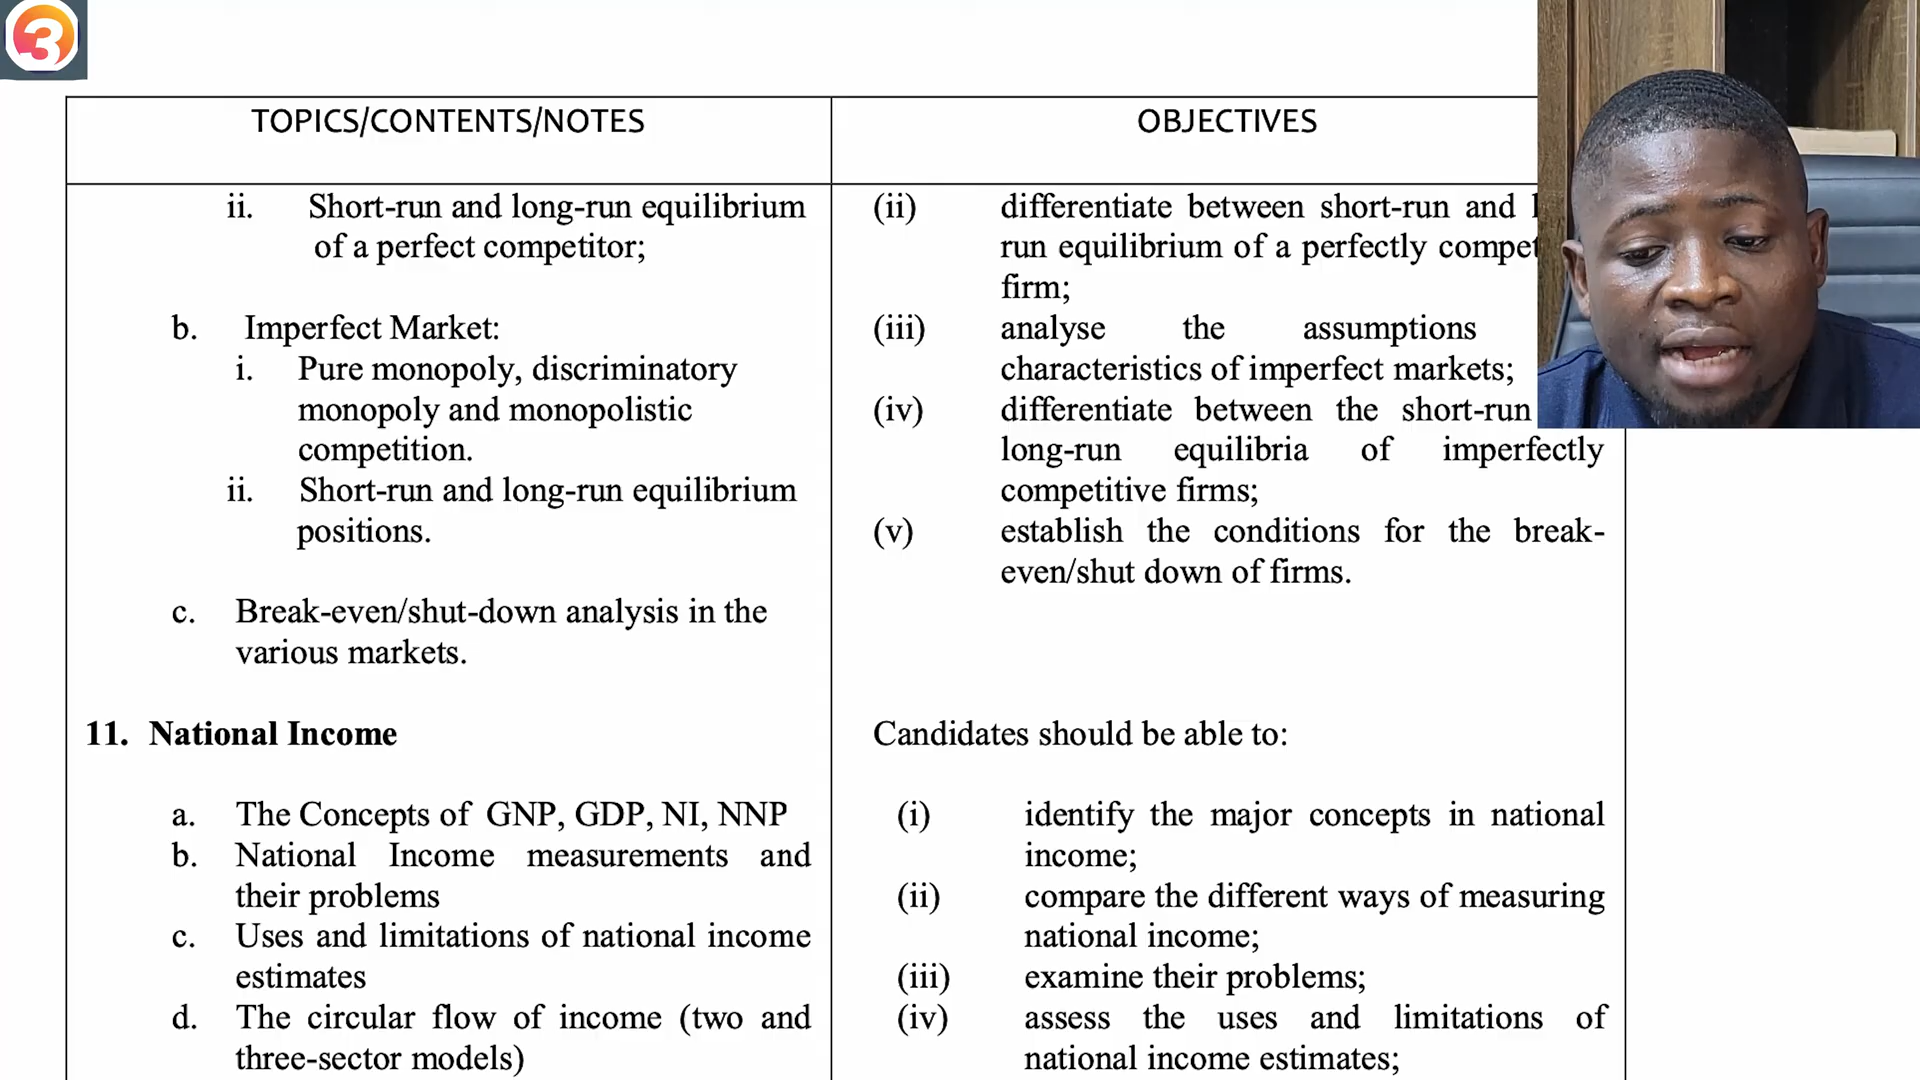 3
TOPICS/CONTENTS/NOTES
OBJECTIVES
ii. Short-run and long-run equilibrium
of a perfect competitor;
b. Imperfect Market:
i. Pure monopoly, discriminatory
monopoly and monopolistic
competition.
ii. Short-run and long-run equilibrium
positions.
c. Break-even/shut-down analysis in the
various markets.
11. National Income
a. The Concepts of GNP, GDP, NI, NNP
b. National Income measurements and
their problems
c. Uses and limitations of national income
estimates
d. The circular flow of income (two and
three-sector models)
(ii) differentiate between short-run and
run equilibrium of a perfectly
firm;
(iii) analyse the assumptions
characteristics of imperfect markets;
(iv) differentiate between the short-run
long-run equilibria of imperfectly
competitive firms;
(v) establish the conditions for the break-
even/shut down of firms.
Candidates should be able to:
(i) identify the major concepts in national
income;
(ii) compare the different ways of measuring
national income;
(iii) examine their problems;
(iv) assess the uses and limitations of
national income estimates;